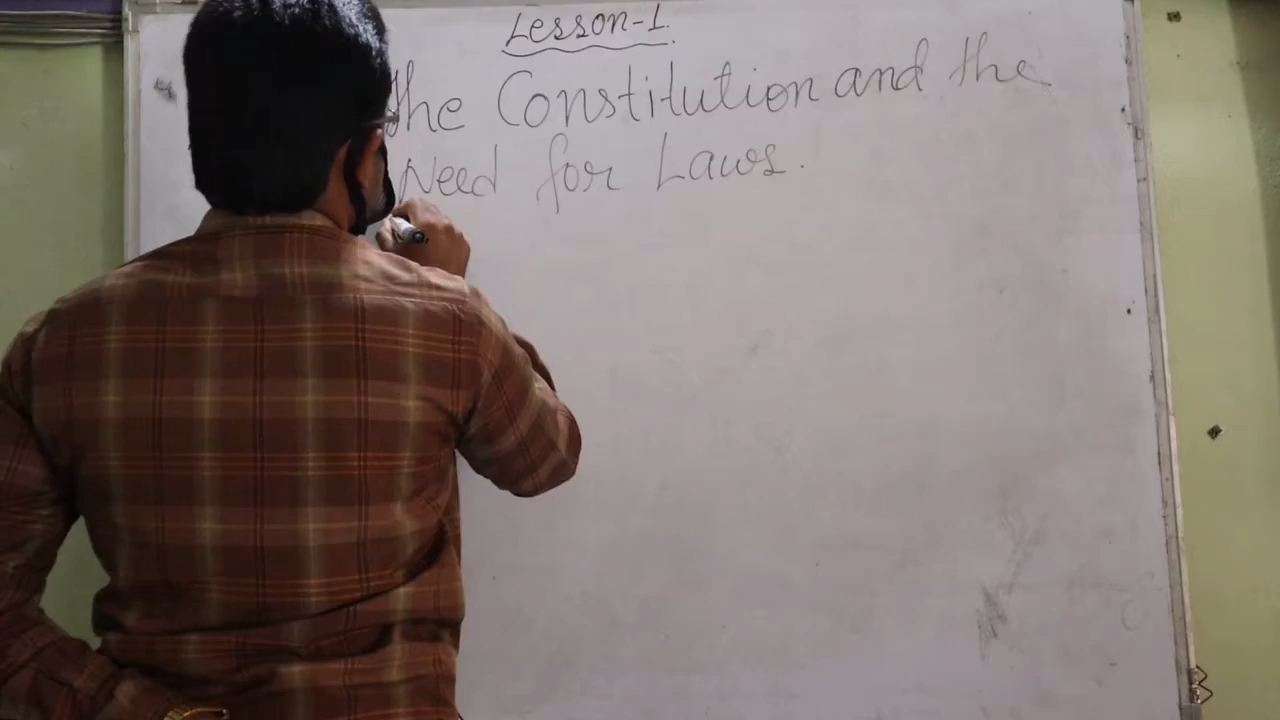 Lesson-1.
The Constitution and the
Need for Laws.